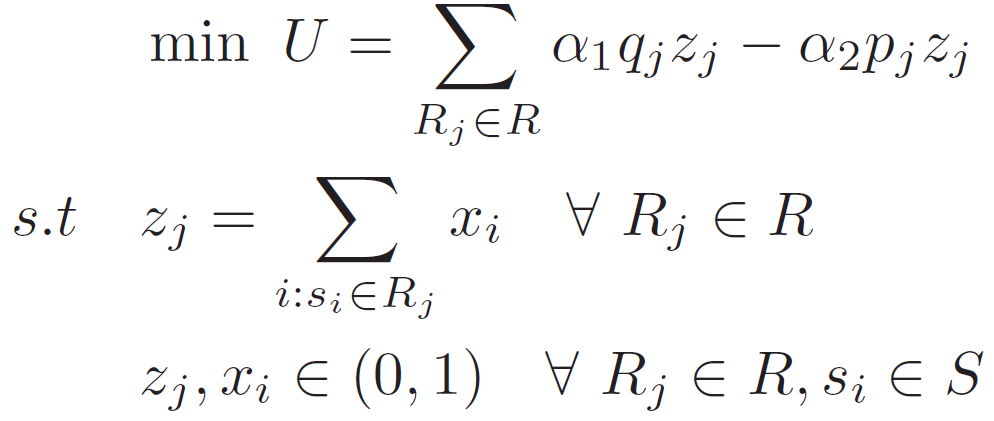 min U = ∑_{R_j ∈ R} α_1 q_j z_j − α_2 p_j z_j
s.t z_j = ∑_{i:s_i ∈ R_j} x_i ∀ R_j ∈ R
z_j, x_i ∈ (0, 1) ∀ R_j ∈ R, s_i ∈ S